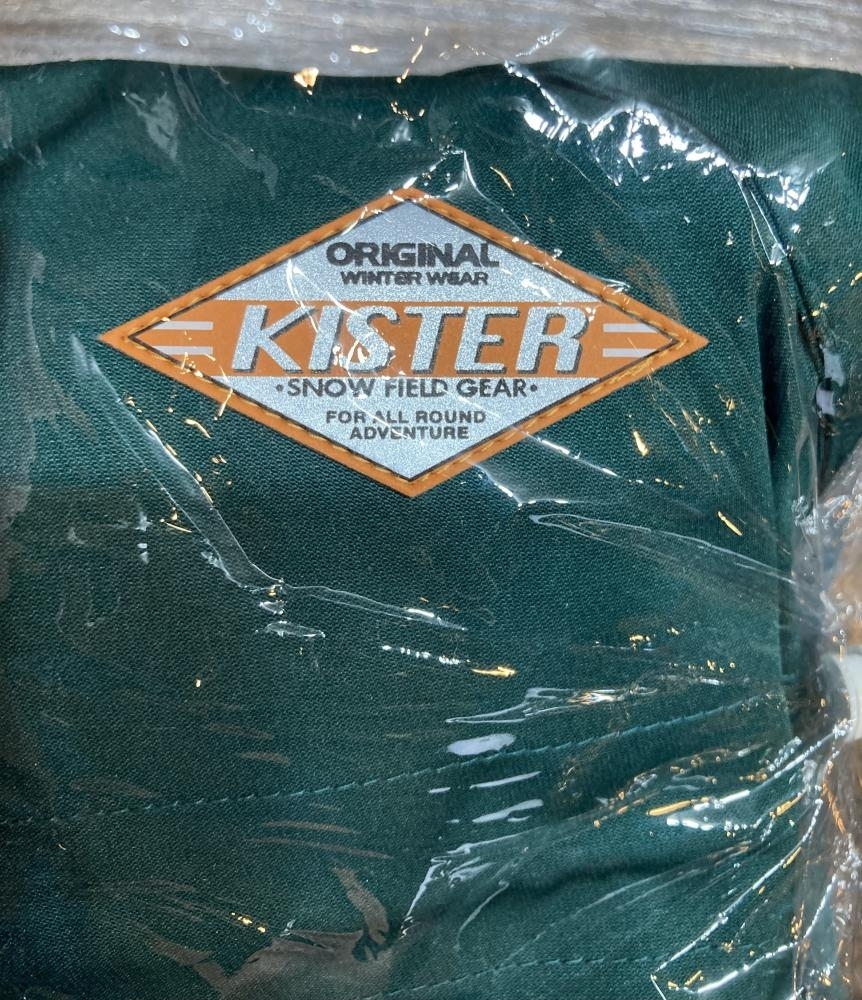 ORIGINAL
WINTER WEAR
KISTER
•SNOW FIELD GEAR•
FOR ALL ROUND
ADVENTURE